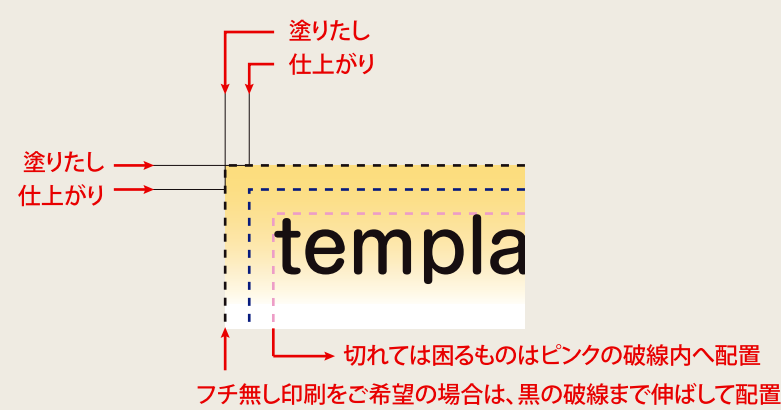 塗りたし
仕上がり
塗りたし
仕上がり
templa
切れては困るものはピンクの破線内へ配置
フチ無し印刷をご希望の場合は、黒の破線まで伸ばして配置